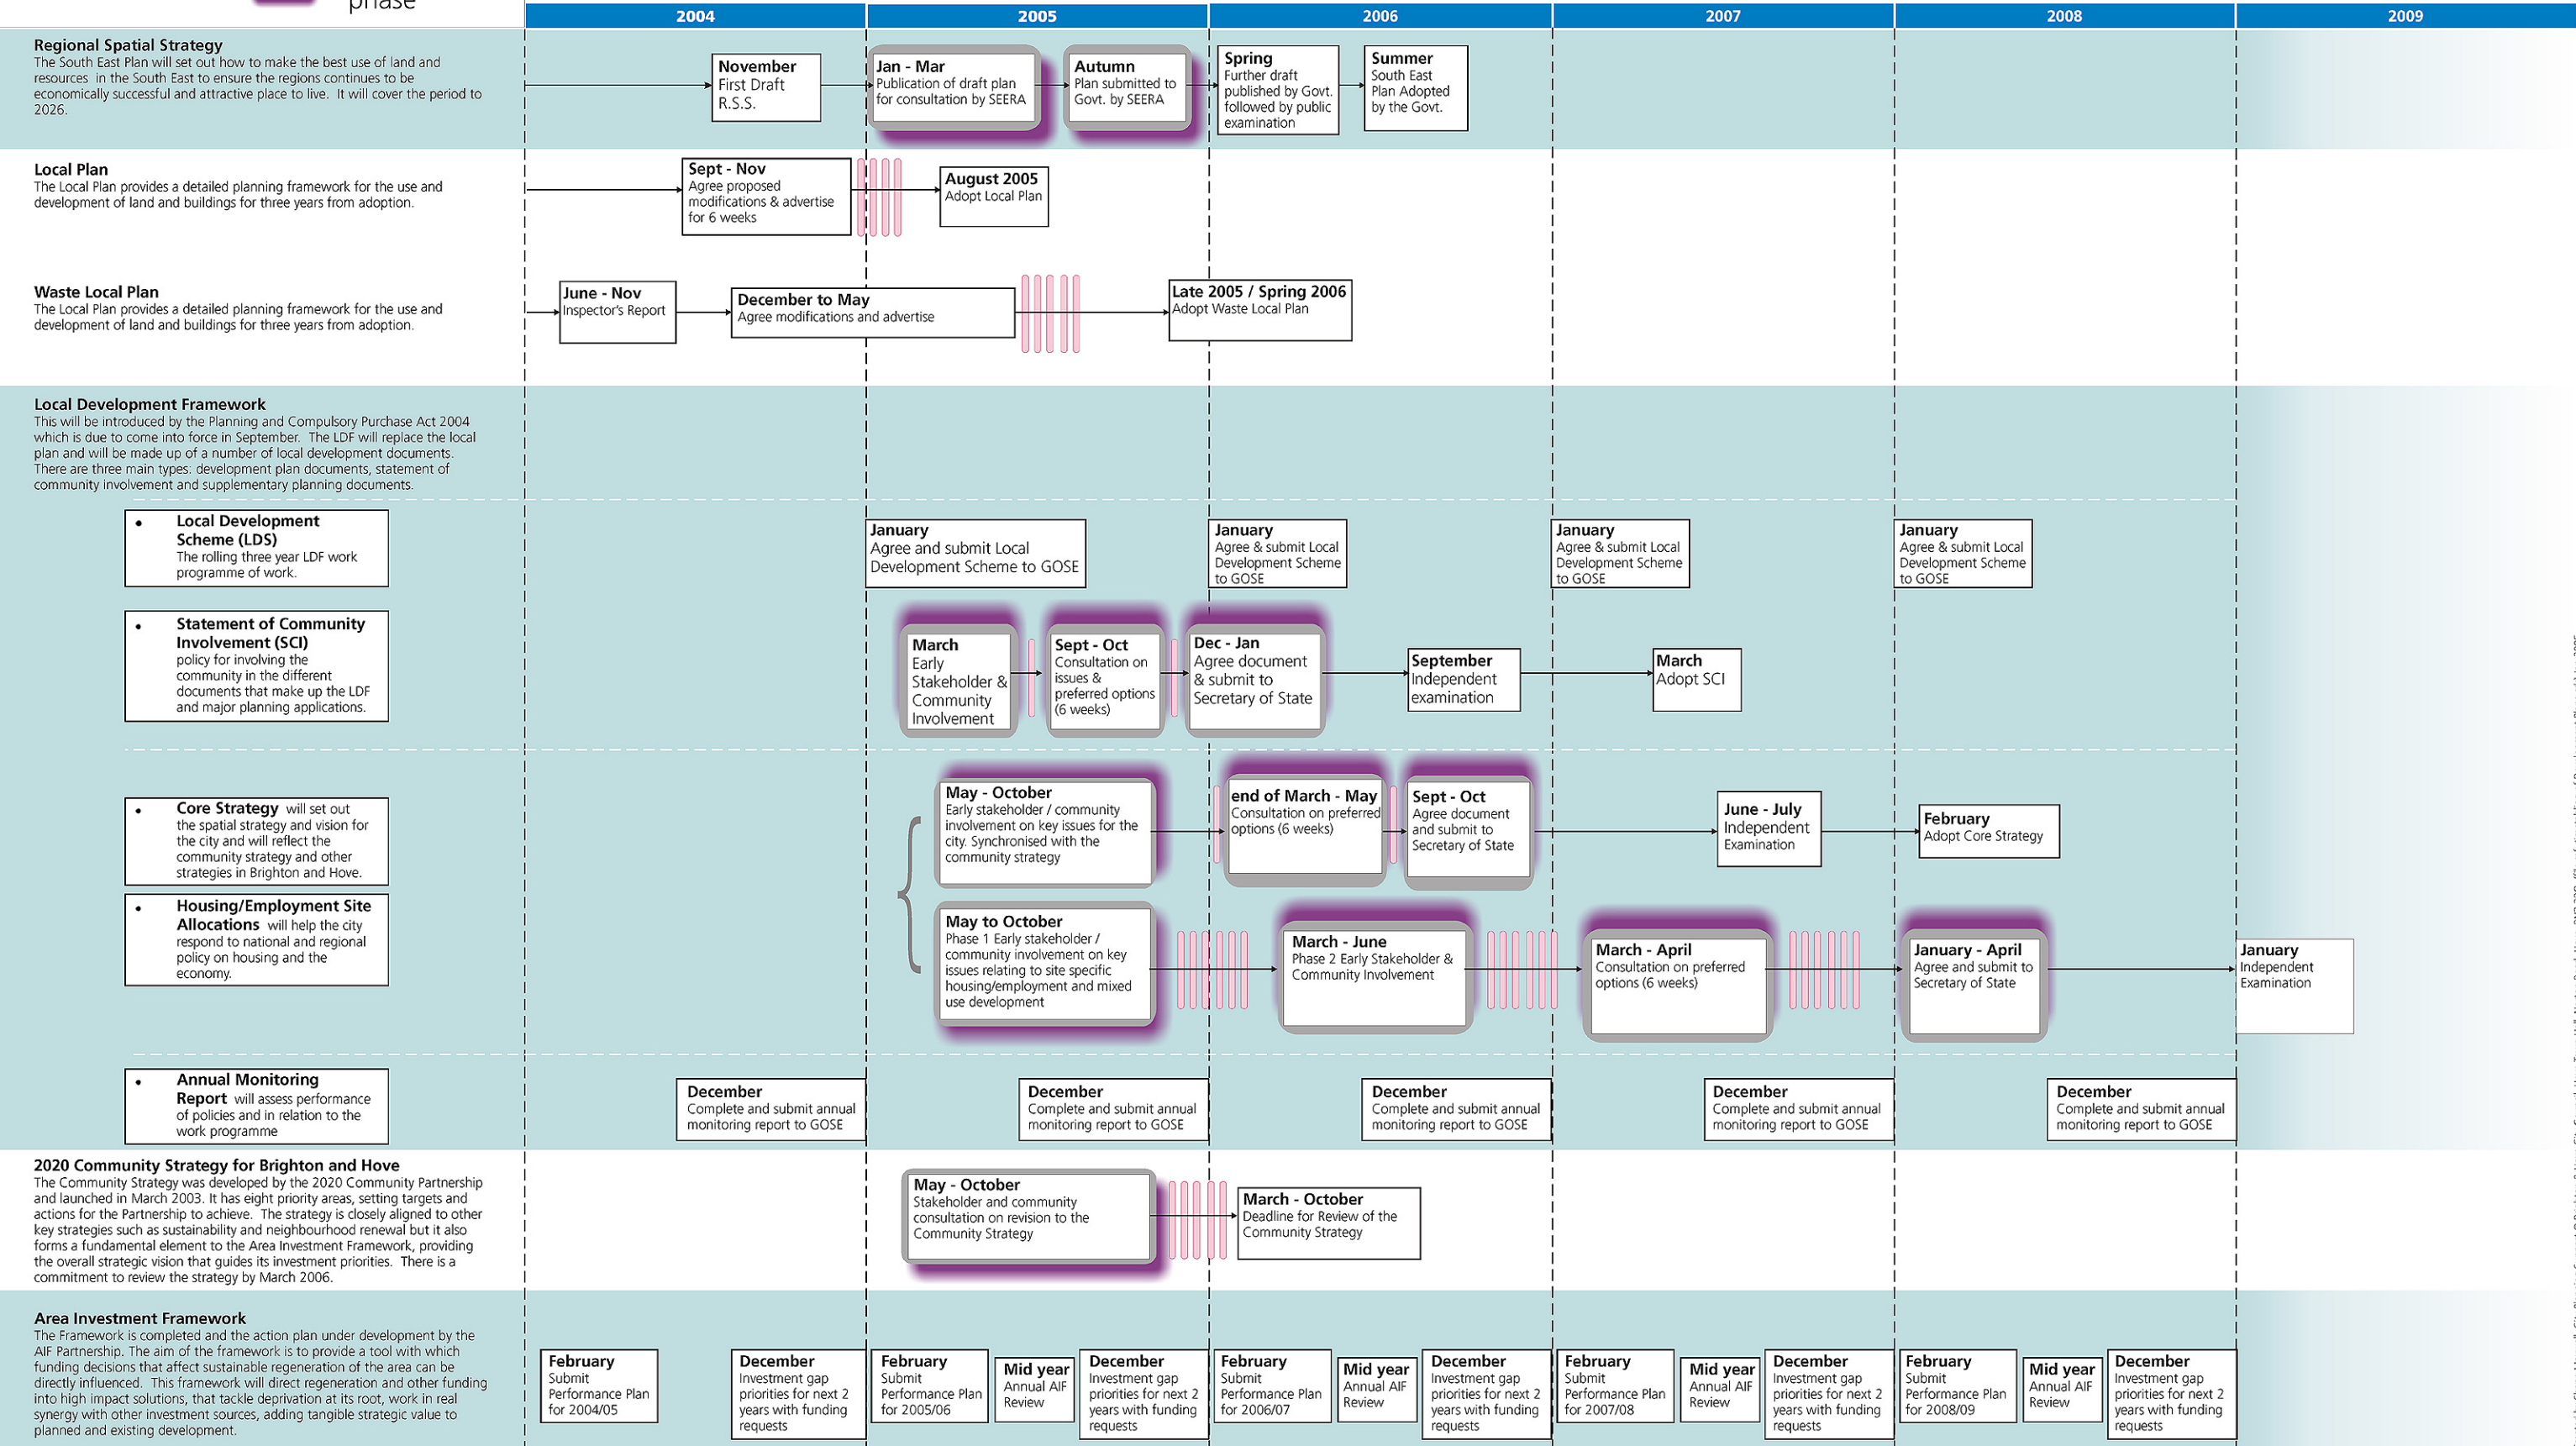 phase
2004 2005 2006 2007 2008 2009
Regional Spatial Strategy
The South East Plan will set out how to make the best use of land and
resources in the South East to ensure the regions continues to be
economically successful and attractive place to live. It will cover the period to
2026.
November
First Draft
R.S.S.
Jan - Mar
Publication of draft plan
for consultation by SEERA
Autumn
Plan submitted to
Govt. by SEERA
Spring
Further draft
published by Govt.
followed by public
examination
Summer
South East
Plan Adopted
by the Govt.
Local Plan
The Local Plan provides a detailed planning framework for the use and
development of land and buildings for three years from adoption.
Sept - Nov
Agree proposed
modifications & advertise
for 6 weeks
August 2005
Adopt Local Plan
Waste Local Plan
The Local Plan provides a detailed planning framework for the use and
development of land and buildings for three years from adoption.
June - Nov
Inspector's Report
December to May
Agree modifications and advertise
Late 2005 / Spring 2006
Adopt Waste Local Plan
Local Development Framework
This will be introduced by the Planning and Compulsory Purchase Act 2004
which is due to come into force in September. The LDF will replace the local
plan and will be made up of a number of local development documents.
There are three main types: development plan documents, statement of
community involvement and supplementary planning documents.
• Local Development
Scheme (LDS)
The rolling three year LDF work
programme of work.
January
Agree and submit Local
Development Scheme to GOSE
January
Agree & submit Local
Development Scheme
to GOSE
January
Agree & submit Local
Development Scheme
to GOSE
January
Agree & submit Local
Development Scheme
to GOSE
• Statement of Community
Involvement (SCI)
policy for involving the
community in the different
documents that make up the LDF
and major planning applications.
March
Early
Stakeholder &
Community
Involvement
Sept - Oct
Consultation on
issues &
preferred options
(6 weeks)
Dec - Jan
Agree document
& submit to
Secretary of State
September
Independent
examination
March
Adopt SCI
• Core Strategy will set out
the spatial strategy and vision for
the city and will reflect the
community strategy and other
strategies in Brighton and Hove.
May - October
Early stakeholder / community
involvement on key issues for the
city. Synchronised with the
community strategy
end of March - May
Consultation on preferred
options (6 weeks)
Sept - Oct
Agree document
and submit to
Secretary of State
June - July
Independent
Examination
February
Adopt Core Strategy
• Housing/Employment Site
Allocations will help the city
respond to national and regional
policy on housing and the
economy.
May to October
Phase 1 Early stakeholder /
community involvement on key
issues relating to site specific
housing/employment and mixed
use development
March - June
Phase 2 Early Stakeholder &
Community Involvement
March - April
Consultation on preferred
options (6 weeks)
January - April
Agree and submit to
Secretary of State
January
Independent
Examination
• Annual Monitoring
Report will assess performance
of policies and in relation to the
work programme
December
Complete and submit annual
monitoring report to GOSE
December
Complete and submit annual
monitoring report to GOSE
December
Complete and submit annual
monitoring report to GOSE
December
Complete and submit annual
monitoring report to GOSE
December
Complete and submit annual
monitoring report to GOSE
2020 Community Strategy for Brighton and Hove
The Community Strategy was developed by the 2020 Community Partnership
and launched in March 2003. It has eight priority areas, setting targets and
actions for the Partnership to achieve. The strategy is closely aligned to other
key strategies such as sustainability and neighbourhood renewal but it also
forms a fundamental element to the Area Investment Framework, providing
the overall strategic vision that guides its investment priorities. There is a
commitment to review the strategy by March 2006.
May - October
Stakeholder and community
consultation on revision to the
Community Strategy
March - October
Deadline for Review of the
Community Strategy
Area Investment Framework
The Framework is completed and the action plan under development by the
AIF Partnership. The aim of the framework is to provide a tool with which
funding decisions that affect sustainable regeneration of the area can be
directly influenced. This framework will direct regeneration and other funding
into high impact solutions, that tackle deprivation at its root, work in real
synergy with other investment sources, adding tangible strategic value to
planned and existing development.
February
Submit
Performance Plan
for 2004/05
December
Investment gap
priorities for next 2
years with funding
requests
February
Submit
Performance Plan
for 2005/06
Mid year
Annual AIF
Review
December
Investment gap
priorities for next 2
years with funding
requests
February
Submit
Performance Plan
for 2006/07
Mid year
Annual AIF
Review
December
Investment gap
priorities for next 2
years with funding
requests
February
Submit
Performance Plan
for 2007/08
Mid year
Annual AIF
Review
December
Investment gap
priorities for next 2
years with funding
requests
February
Submit
Performance Plan
for 2008/09
Mid year
Annual AIF
Review
December
Investment gap
priorities for next 2
years with funding
requests